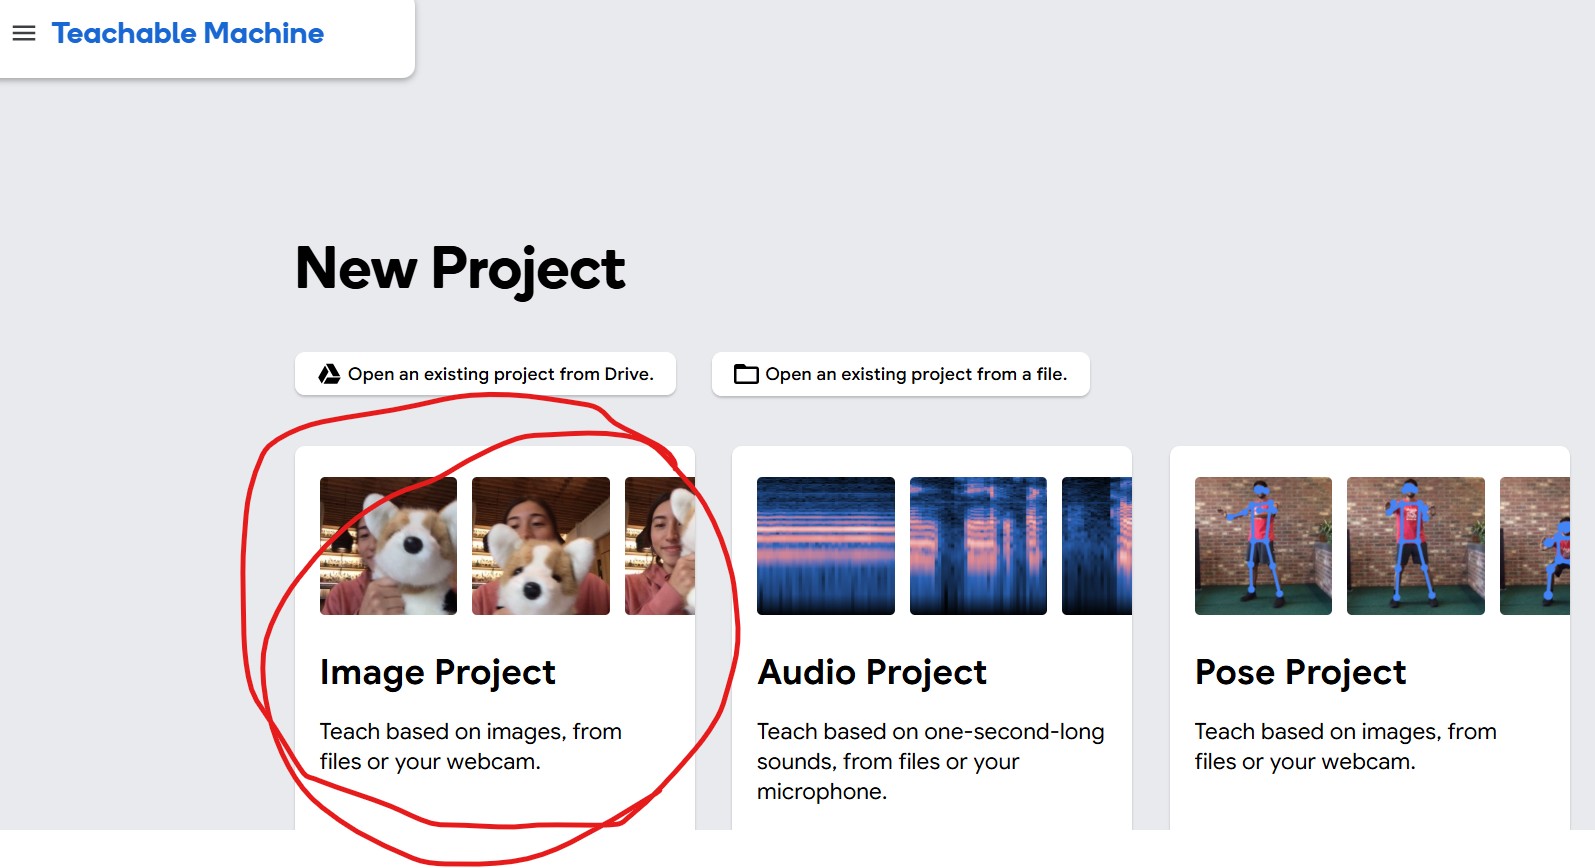 Teachable Machine
New Project
Open an existing project from Drive.
Open an existing project from a file.
Image Project
Teach based on images, from
files or your webcam.
Audio Project
Teach based on one-second-long
sounds, from files or your
microphone.
Pose Project
Teach based on images, from
files or your webcam.